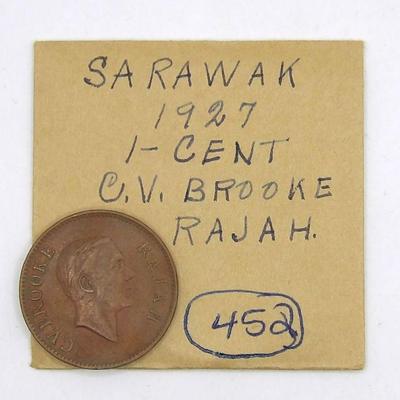 SARAWAK
1927
1-CENT
C.V. BROOKE
RAJAH.
C.V.BROOKE RAJAH
452